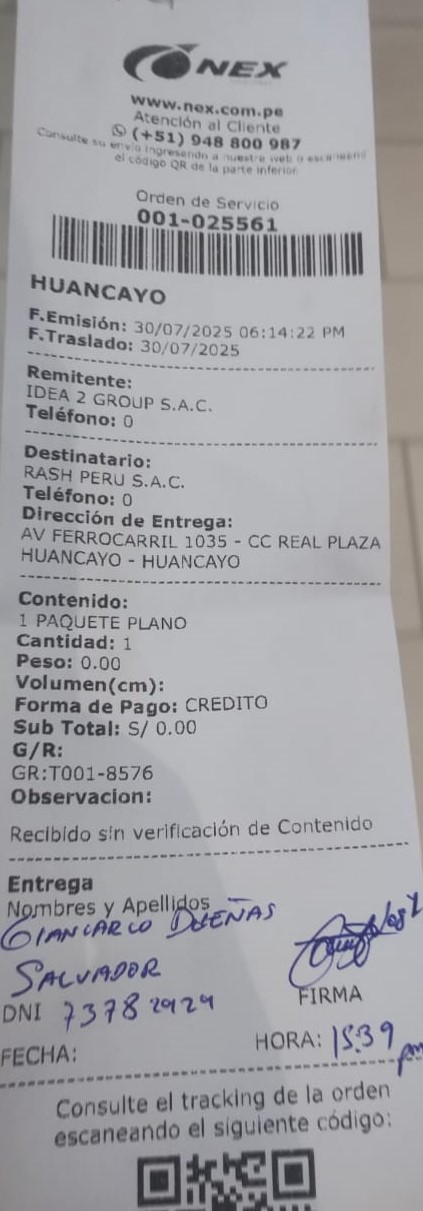 NEX
www.nex.com.pe
Atención al Cliente
(+51) 948 800 987
Consulte su envío ingresando a nuestra web o escaneando
el código QR de la parte inferior
Orden de Servicio
001-025561
HUANCAYO
F.Emisión: 30/07/2025 06:14:22 PM
F.Traslado: 30/07/2025
Remitente:
IDEA 2 GROUP S.A.C.
Teléfono: 0
Destinatario:
RASH PERU S.A.C.
Teléfono: 0
Dirección de Entrega:
AV FERROCARRIL 1035 - CC REAL PLAZA
HUANCAYO - HUANCAYO
Contenido:
1 PAQUETE PLANO
Cantidad: 1
Peso: 0.00
Volumen(cm):
Forma de Pago: CREDITO
Sub Total: S/ 0.00
G/R:
GR:T001-8576
Observacion:
Recibido sin verificación de Contenido
Entrega
Nombres y Apellidos
GIANCARLO DUEÑAS
SALVADOR
FIRMA
DNI 73782929
FECHA:
HORA: 15:39 pm
Consulte el tracking de la orden
escaneando el siguiente código: